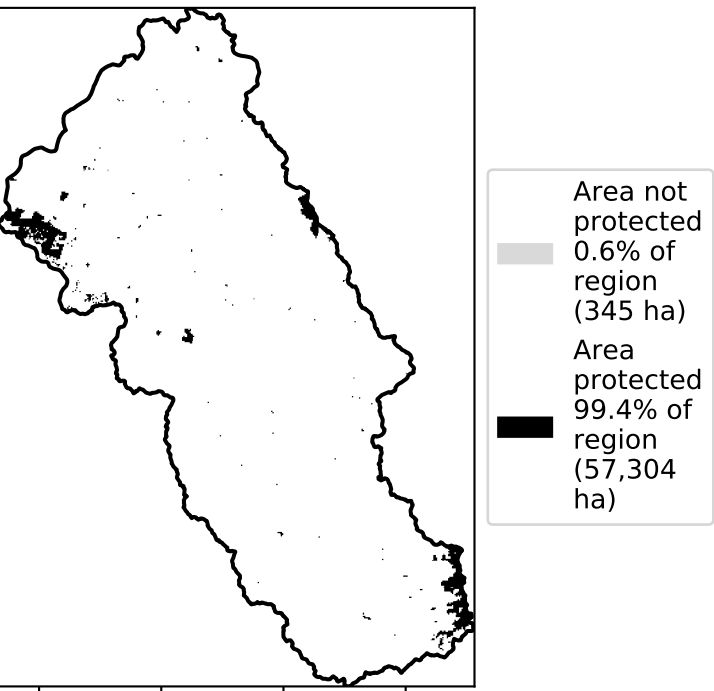 Area not
protected
0.6% of
region
(345 ha)
Area
protected
99.4% of
region
(57,304
ha)